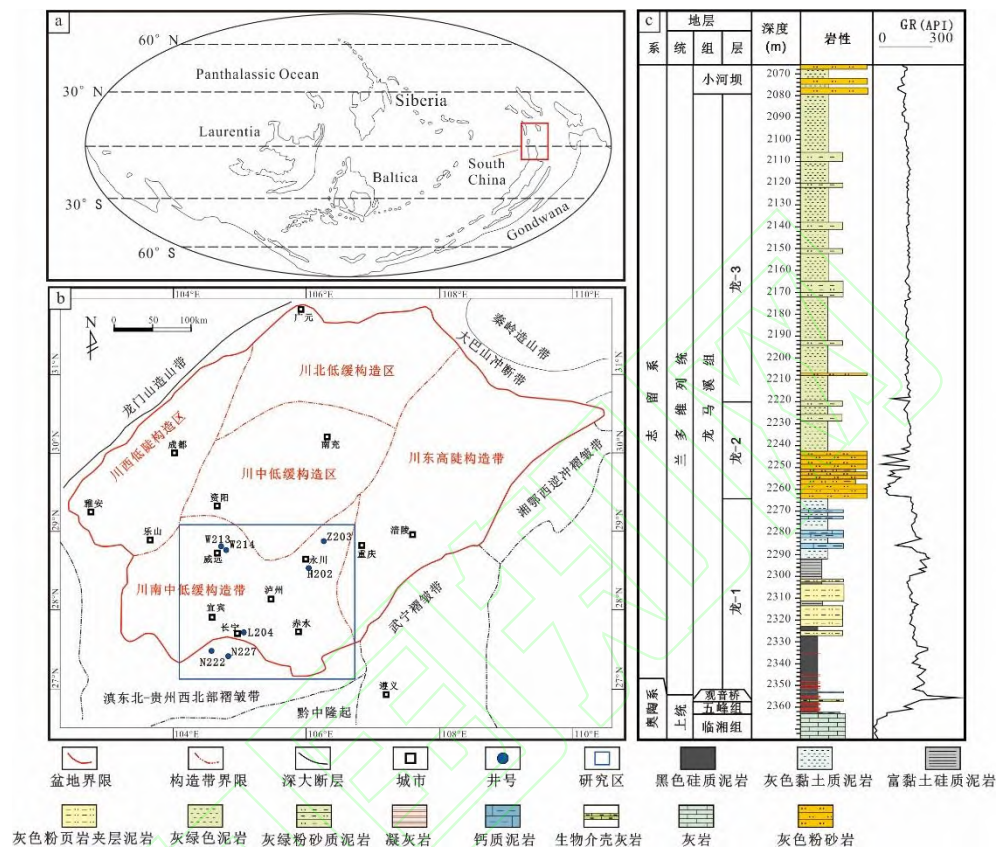 a
60° N
Panthalassic Ocean
Siberia
30° N
Laurentia
South
China
Baltica
30° S
Gondwana
60° S
b
104°E
106°E
108°E
110°E
N
0 50 100km
广元
秦岭造山带
大巴山冲断带
龙门山造山带
31°N
31°N
川北低缓构造区
川西低陡构造区
成都
南充
30°N
30°N
川中低缓构造区
川东高陡构造带
湘鄂西逆冲褶皱带
雅安
资阳
29°N
29°N
乐山
W213
W214
威远
Z203
涪陵
重庆
永川
H202
川南中低缓构造带
泸州
28°N
28°N
宜宾
长宁
L204
赤水
武宁褶皱带
N222
N227
27°N
27°N
遵义
滇东北-贵州西北部褶皱带
黔中隆起
104°E
106°E
108°E
110°E
c
地层
系
统
组
层
深度
(m)
岩性
GR(API)
0 300
小河坝
志留系
兰多维列统
龙马溪组
龙-3
龙-2
龙-1
奥陶系
上统
观音桥
五峰组
临湘组
2070
2080
2090
2100
2110
2120
2130
2140
2150
2160
2170
2180
2190
2200
2210
2220
2230
2240
2250
2260
2270
2280
2290
2300
2310
2320
2330
2340
2350
2360
盆地界限
构造带界限
深大断层
城市
井号
研究区
黑色硅质泥岩
灰色黏土质泥岩
富黏土硅质泥岩
灰色粉页岩夹层泥岩
灰绿色泥岩
灰绿粉砂质泥岩
凝灰岩
钙质泥岩
生物介壳灰岩
灰岩
灰色粉砂岩